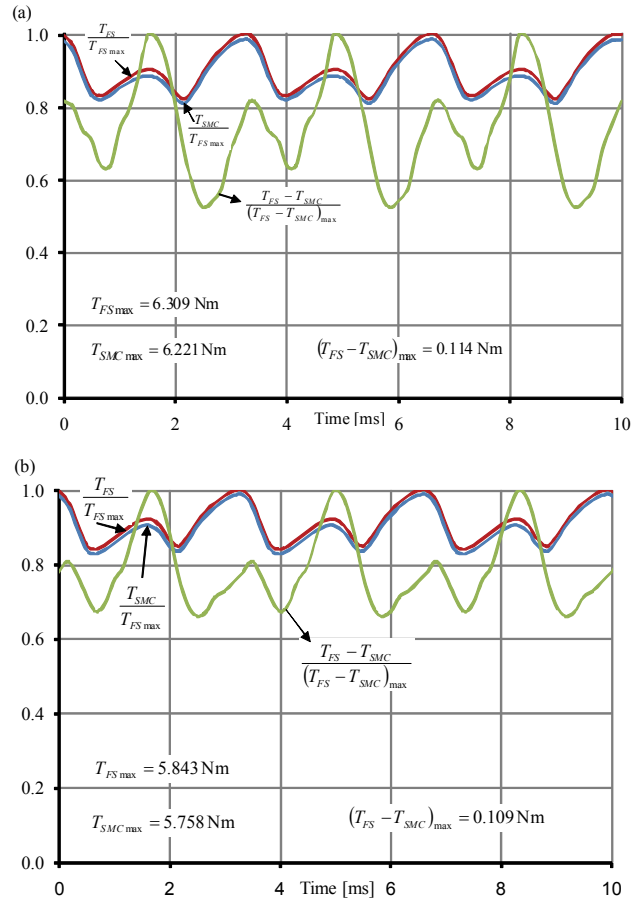 (a)
1.0
0.8
0.6
0.4
0.2
0.0
T_FS / T_FS max
T_SMC / T_FS max
T_FS − T_SMC / (T_FS − T_SMC)_max
T_FS max = 6.309 Nm
T_SMC max = 6.221 Nm
(T_FS − T_SMC)_max = 0.114 Nm
0 2 4 6 8 10
Time [ms]
(b)
1.0
0.8
0.6
0.4
0.2
0.0
T_FS / T_FS max
T_SMC / T_FS max
T_FS − T_SMC / (T_FS − T_SMC)_max
T_FS max = 5.843 Nm
T_SMC max = 5.758 Nm
(T_FS − T_SMC)_max = 0.109 Nm
0 2 4 6 8 10
Time [ms]